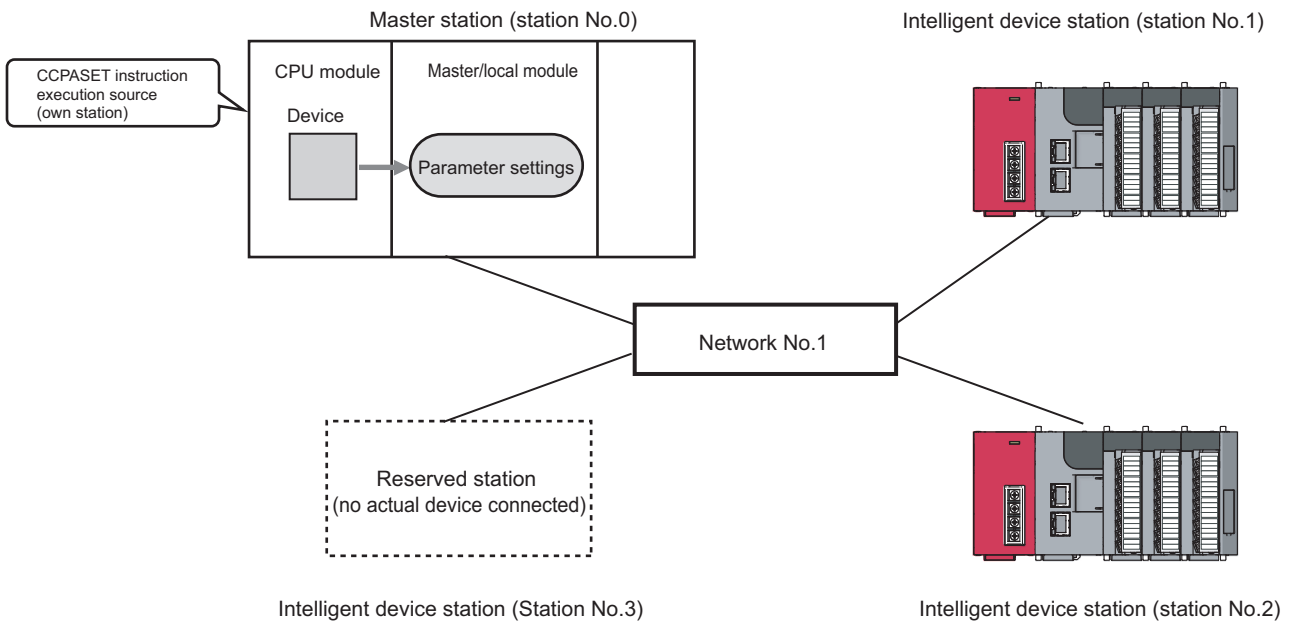 Master station (station No.0)
Intelligent device station (station No.1)
CCPASET instruction
execution source
(own station)
CPU module
Master/local module
Device
Parameter settings
Network No.1
Reserved station
(no actual device connected)
Intelligent device station (Station No.3)
Intelligent device station (station No.2)